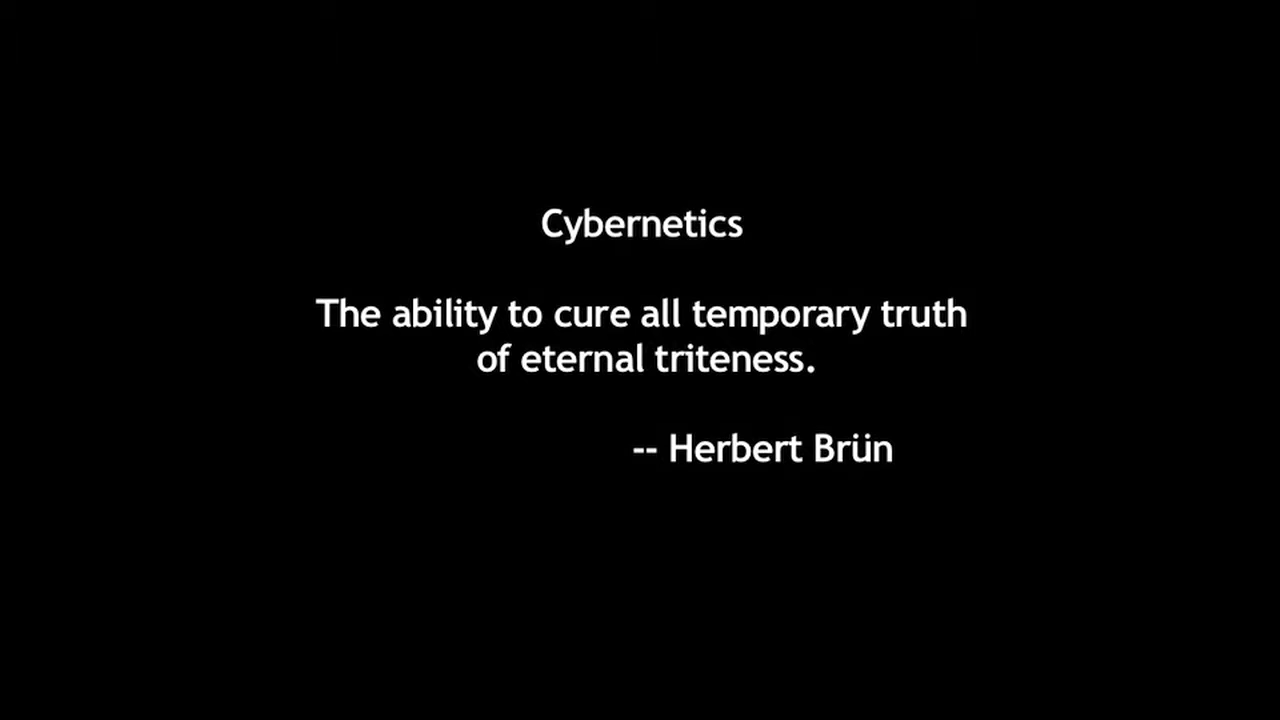 Cybernetics
The ability to cure all temporary truth
of eternal triteness.
-- Herbert Brün